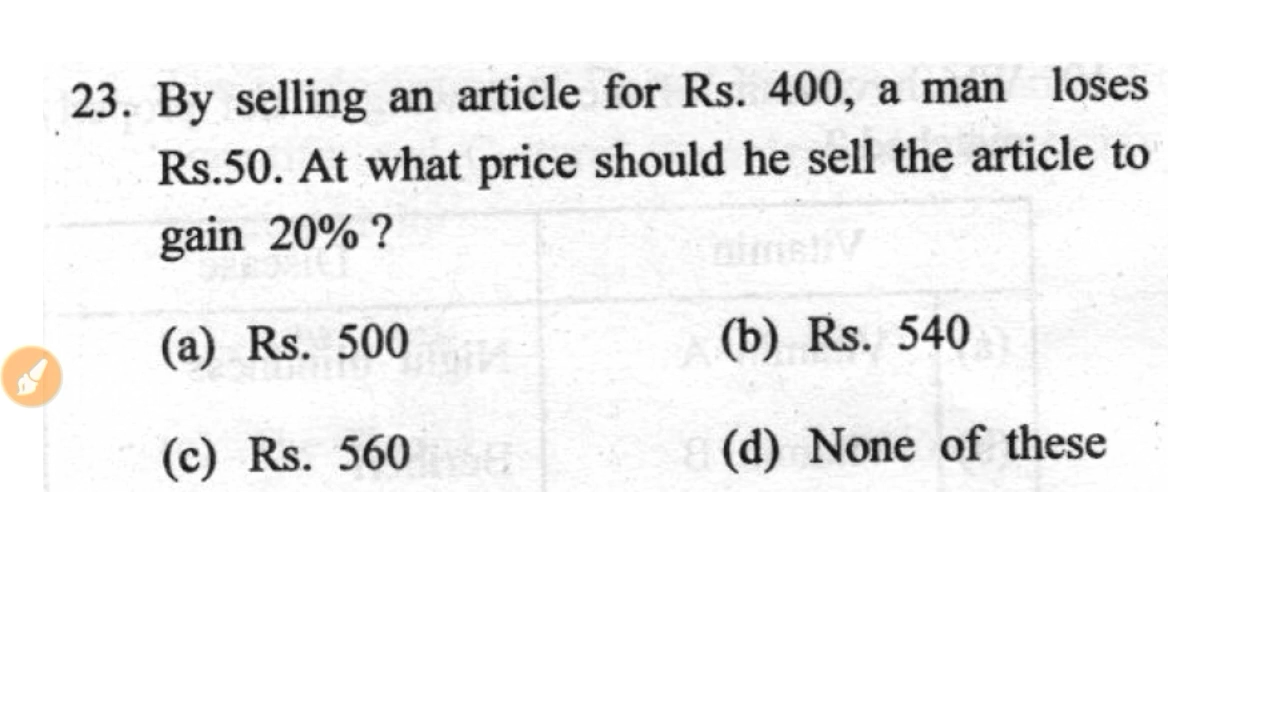 23. By selling an article for Rs. 400, a man loses
Rs.50. At what price should he sell the article to
gain 20% ?
(a) Rs. 500 (b) Rs. 540
(c) Rs. 560 (d) None of these